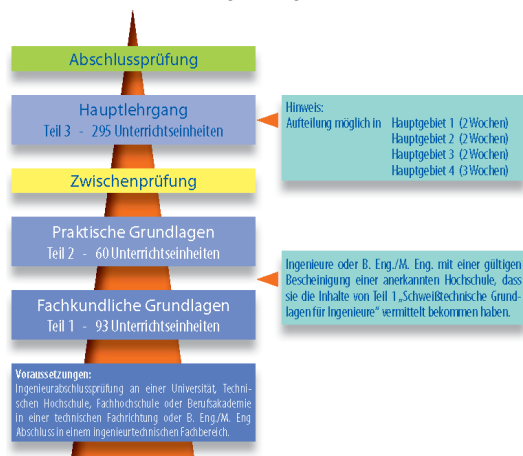 Abschlussprüfung
Hauptlehrgang
Teil 3 - 295 Unterrichtseinheiten
Hinweis:
Aufteilung möglich in Hauptgebiet 1 (2 Wochen)
Hauptgebiet 2 (2 Wochen)
Hauptgebiet 3 (2 Wochen)
Hauptgebiet 4 (3 Wochen)
Zwischenprüfung
Praktische Grundlagen
Teil 2 - 60 Unterrichtseinheiten
Ingenieure oder B. Eng./M. Eng. mit einer gültigen
Bescheinigung einer anerkannten Hochschule, dass
sie die Inhalte von Teil 1 „Schweißtechnische Grund-
lagen für Ingenieure" vermittelt bekommen haben.
Fachkundliche Grundlagen
Teil 1 - 93 Unterrichtseinheiten
Voraussetzungen:
Ingenieurabschlussprüfung an einer Universität, Techni-
schen Hochschule, Fachhochschule oder Berufsakademie
in einer technischen Fachrichtung oder B. Eng./M. Eng
Abschluss in einem ingenieurtechnischen Fachbereich.